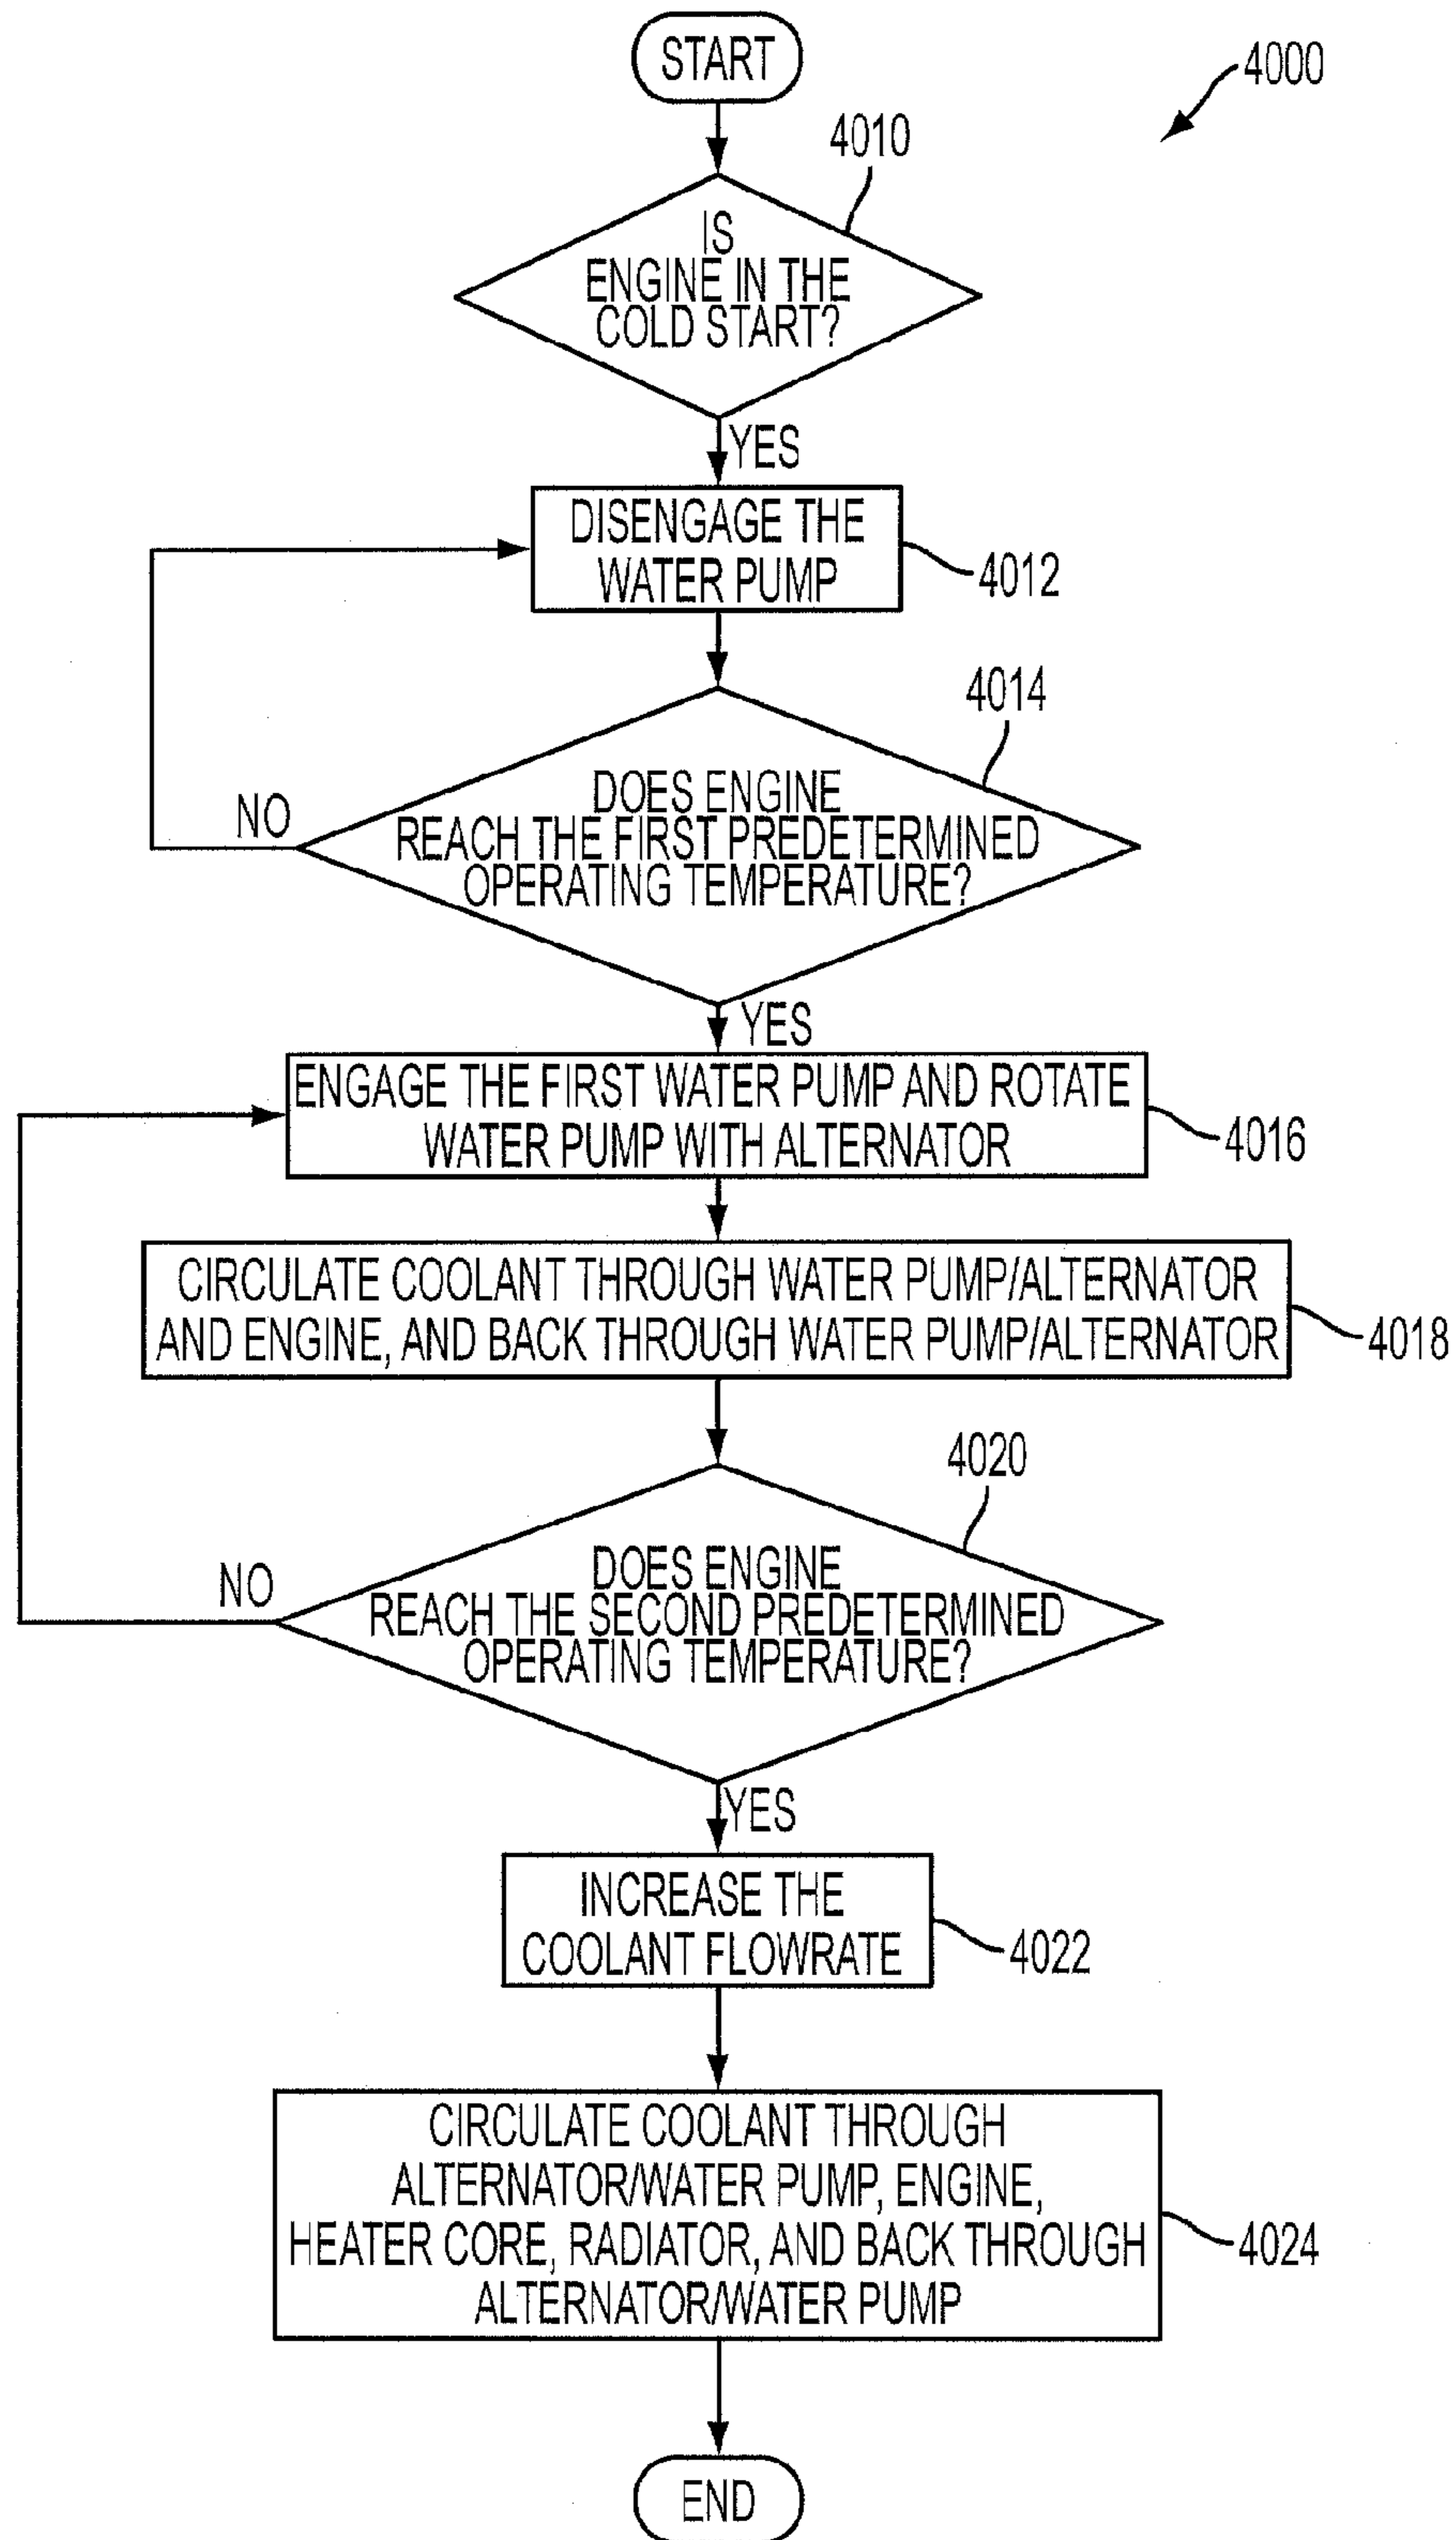 START
4000
4010
IS
ENGINE IN THE
COLD START?
YES
DISENGAGE THE
WATER PUMP
4012
4014
DOES ENGINE
REACH THE FIRST PREDETERMINED
OPERATING TEMPERATURE?
NO
YES
ENGAGE THE FIRST WATER PUMP AND ROTATE
WATER PUMP WITH ALTERNATOR
4016
CIRCULATE COOLANT THROUGH WATER PUMP/ALTERNATOR
AND ENGINE, AND BACK THROUGH WATER PUMP/ALTERNATOR
4018
4020
DOES ENGINE
REACH THE SECOND PREDETERMINED
OPERATING TEMPERATURE?
NO
YES
INCREASE THE
COOLANT FLOWRATE
4022
CIRCULATE COOLANT THROUGH
ALTERNATOR/WATER PUMP, ENGINE,
HEATER CORE, RADIATOR, AND BACK THROUGH
ALTERNATOR/WATER PUMP
4024
END